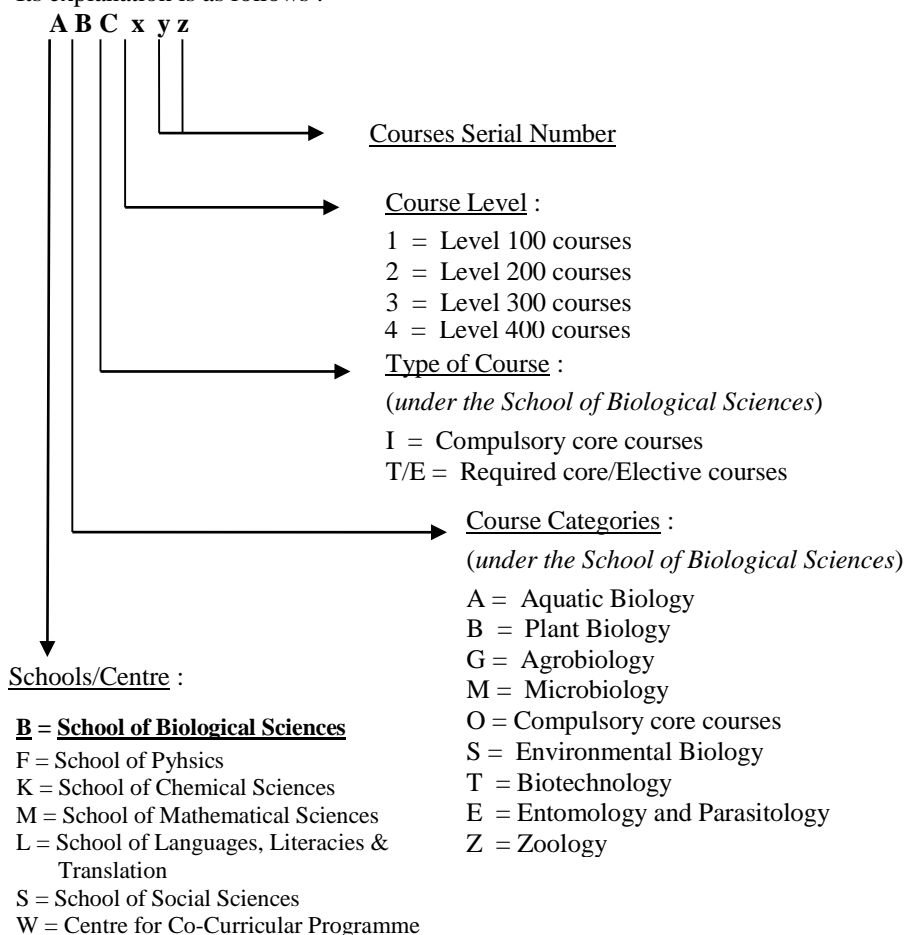 Its explanation is as follows :
A B C x y z
Courses Serial Number
Course Level :
1 = Level 100 courses
2 = Level 200 courses
3 = Level 300 courses
4 = Level 400 courses
Type of Course :
(under the School of Biological Sciences)
I = Compulsory core courses
T/E = Required core/Elective courses
Course Categories :
(under the School of Biological Sciences)
A = Aquatic Biology
B = Plant Biology
G = Agrobiology
M = Microbiology
O = Compulsory core courses
S = Environmental Biology
T = Biotechnology
E = Entomology and Parasitology
Z = Zoology
Schools/Centre :
B = School of Biological Sciences
F = School of Pyhsics
K = School of Chemical Sciences
M = School of Mathematical Sciences
L = School of Languages, Literacies &
Translation
S = School of Social Sciences
W = Centre for Co-Curricular Programme